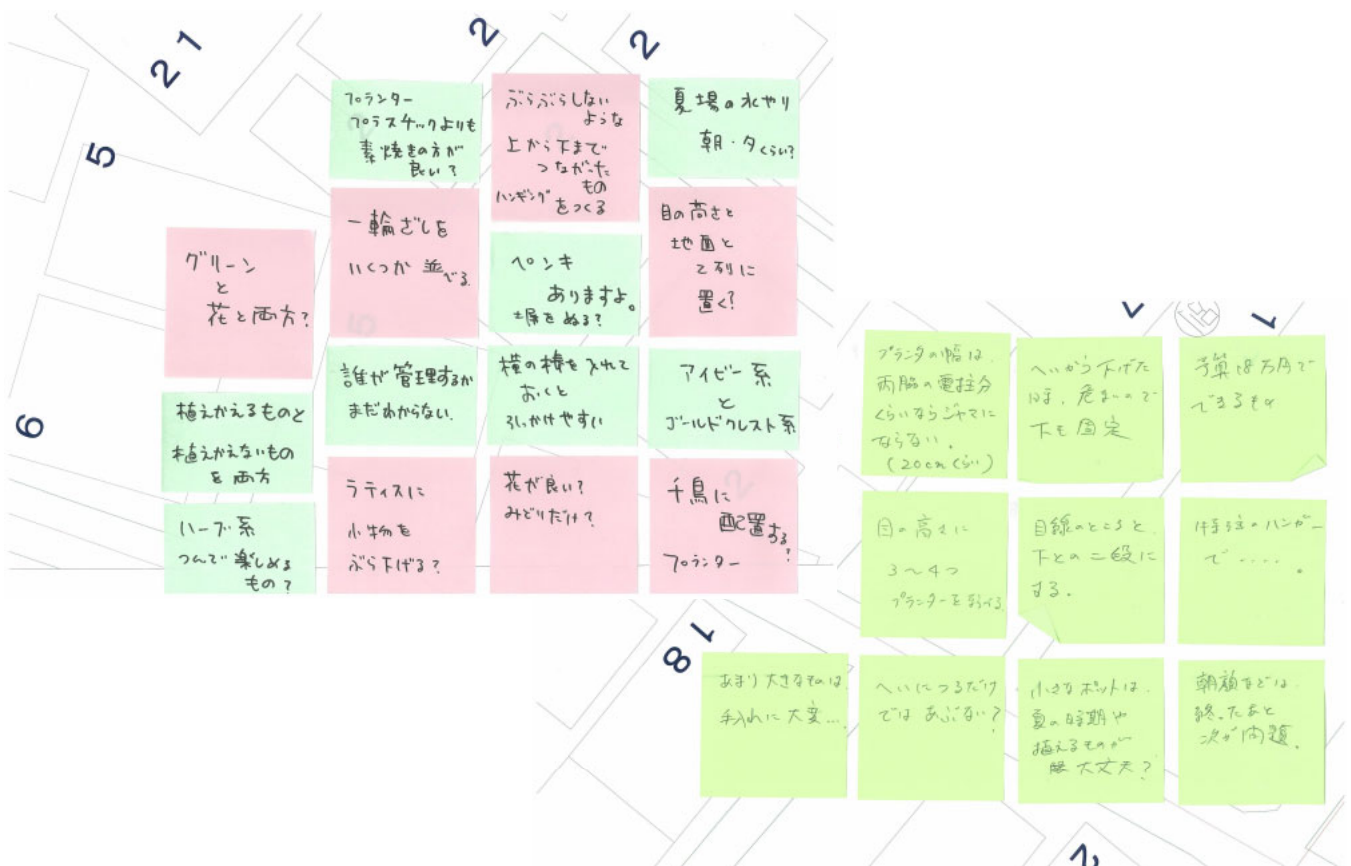 2 1
2
2
5
6
プランター
プラスチックよりも
素焼きの方が
良い?
ぶらぶらしない
ような
上から下まで
つながった
もの
ハンギング をつくる
夏場の水やり
朝・夕くらい?
グリーン
と
花と両方?
一輪ざしを
いくつか 並べる
ペンキ
ありますよ。
塀をぬる?
目の高さと
地面と
2列に
置く?
植えかえるものと
植えかえないもの
を両方
誰が管理するか
まだわからない。
横の棒を入れて
おくと
引っかけやすい
アイビー系
と
ゴールドクレスト系
ハーブ系
つんで楽しめる
もの?
ラティスに
小物を
ぶら下げる?
花が良い?
みどりだけ?
千鳥に
配置する?
プランター
1
プランタの幅は、
両脇の電柱分
くらいならジャマに
ならない。
(20cmくらい)
へいから下げた
ほす、危ないので
下も固定
予算は8万円で
できるもの
目の高さに
3〜4つ
プランターをならべる
目線のところと、
下との二段に
する。
特注のハンガー
で‥‥。
8 1
あまり大きなものは、
手入れに大変…
へいにつるだけ
では あぶない?
小さなポットは、
夏の時期や
植えるものが
大丈夫?
朝顔などは、
終ったあと
次が問題。
2